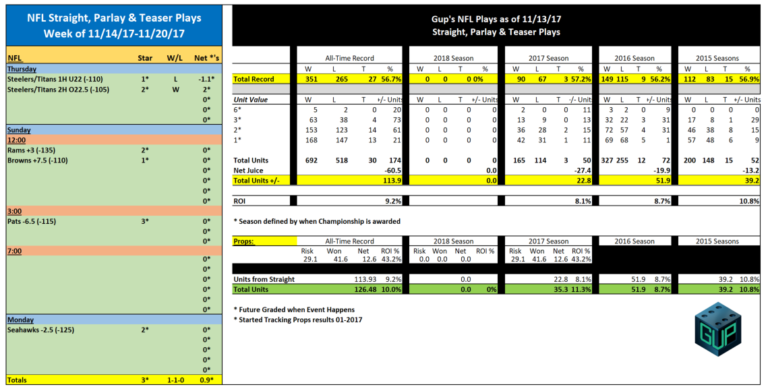 NFL Straight, Parlay & Teaser Plays
Week of 11/14/17-11/20/17
NFL Star W/L Net *'s
Thursday
Steelers/Titans 1H U22 (-110) 1* L -1.1*
Steelers/Titans 2H O22.5 (-105) 2* W 2*
0*
0*
0*
Sunday 0*
12:00
Rams +3 (-135) 2* 0*
Browns +7.5 (-110) 1* 0*
0*
0*
0*
0*
3:00
Pats -6.5 (-115) 3* 0*
0*
0*
7:00
0*
0*
0*
0*
0*
0*
Monday
Seahawks -2.5 (-125) 2* 0*
0*
0*
0*
0*
Totals 3* 1-1-0 0.9*
Gup's NFL Plays as of 11/13/17
Straight, Parlay & Teaser Plays
All-Time Record 2018 Season 2017 Season 2016 Season 2015 Seasons
W L T % W L T % W L T % W L T % W L T %
Total Record 351 265 27 56.7% 0 0 0 0% 90 67 3 57.2% 149 115 9 56.2% 112 83 15 56.9%
Unit Value W L T +/- Units W L T +/- Units W L T +/- Units W L T +/- Units W L T +/- Units
6* 5 2 0 20 0 0 0 0 2 0 0 11 3 2 0 9 0 0 0 0
3* 63 38 4 73 0 0 0 0 13 9 0 13 32 22 3 31 17 8 1 29
2* 153 123 14 61 0 0 0 0 36 28 2 15 72 57 4 31 46 38 8 15
1* 168 147 13 21 0 0 0 0 42 31 1 11 69 68 5 1 57 48 6 9
Total Units 692 518 30 174 0 0 0 0 165 114 3 50 327 255 12 72 200 148 15 52
Net Juice -60.5 0.0 -27.4 -19.9 -13.2
Total Units +/- 113.9 0.0 22.8 51.9 39.2
ROI 9.2% 8.1% 8.7% 10.8%
* Season defined by when Championship is awarded
Props: All-Time Record 2018 Season 2017 Season 2016 Season 2015 Seasons
Risk Won Net ROI % Risk Won Net ROI % Risk Won Net ROI %
29.1 41.6 12.6 43.2% 0.0 0.0 0.0 29.1 41.6 12.6 43.2%
Units from Straight 113.93 9.2% 0.0 22.8 8.1% 51.9 8.7% 39.2 10.8%
Total Units 126.48 10.0% 0.0 0% 35.3 11.3% 51.9 8.7% 39.2 10.8%
* Future Graded when Event Happens
* Started Tracking Props results 01-2017
GUP